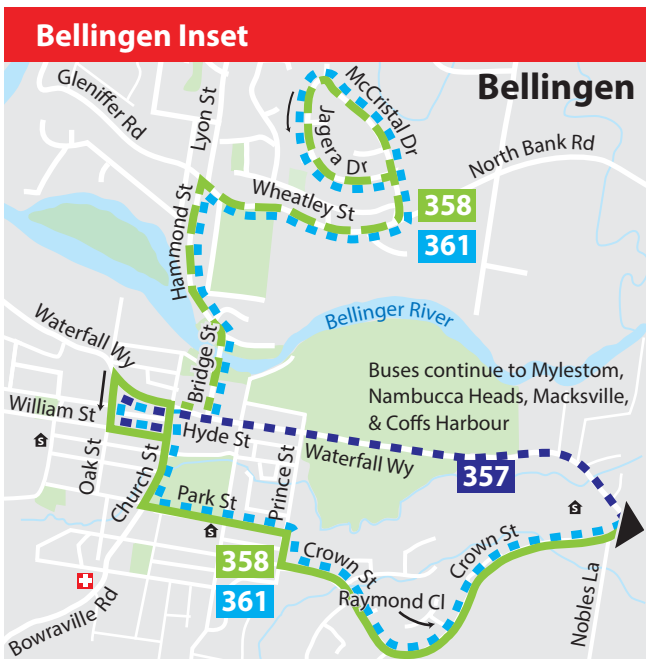 Bellingen Inset
Bellingen
Gleniffer Rd
Lyon St
McCristal Dr
Jagera Dr
North Bank Rd
Wheatley St
358
361
Hammond St
Bellinger River
Waterfall Wy
Bridge St
Buses continue to Mylestom,
Nambucca Heads, Macksville,
& Coffs Harbour
William St
Hyde St
Waterfall Wy
357
Oak St
Church St
Prince St
Park St
S
S
S
358
361
Crown St
Crown St
Raymond Cl
Nobles La
Bowraville Rd